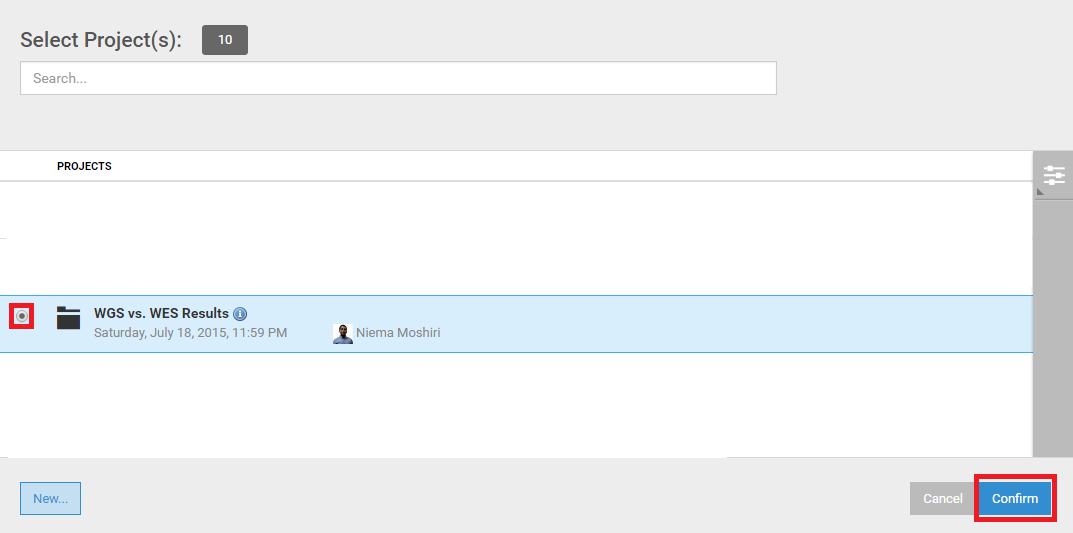 Select Project(s): 10
Search...
PROJECTS
WGS vs. WES Results
Saturday, July 18, 2015, 11:59 PM Niema Moshiri
New... Cancel Confirm